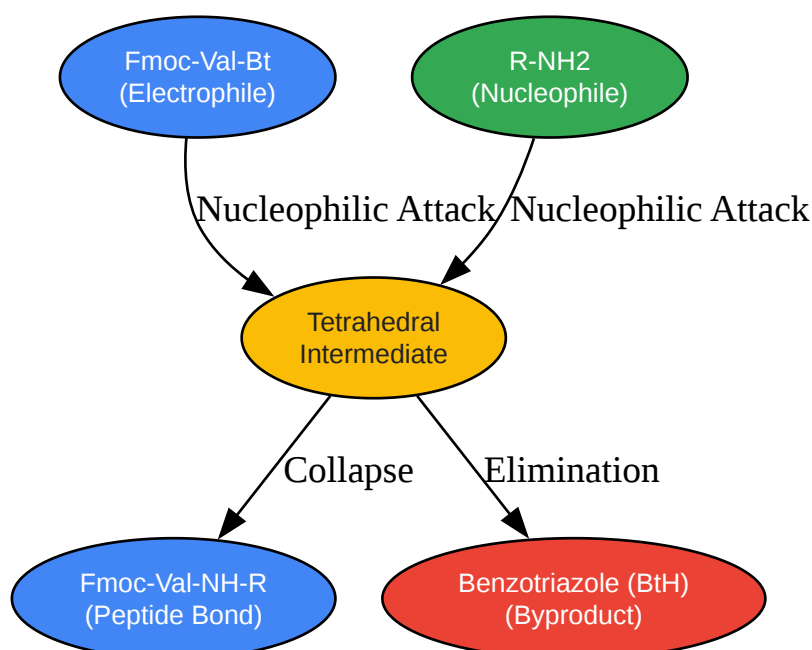 Fmoc-Val-Bt
(Electrophile)
R-NH2
(Nucleophile)
Nucleophilic Attack
Nucleophilic Attack
Tetrahedral
Intermediate
Collapse
Elimination
Fmoc-Val-NH-R
(Peptide Bond)
Benzotriazole (BtH)
(Byproduct)